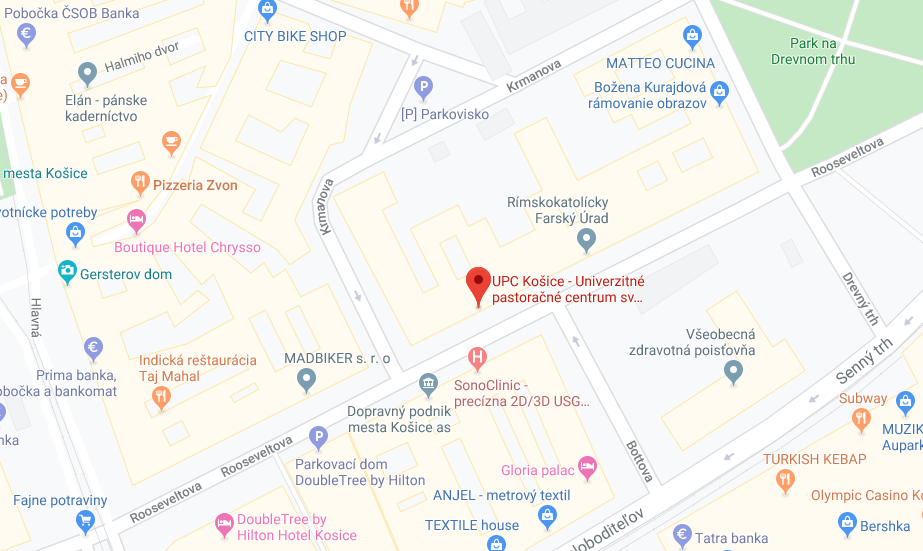 Pobočka ČSOB Banka
CITY BIKE SHOP
Halmiho dvor
Elán - pánske
kaderníctvo
[P] Parkovisko
P
Krmanova
MATTEO CUCINA
Božena Kurajdová
rámovanie obrazov
Park na
Drevnom trhu
Rooseveltova
mesta Košice
Pizzeria Zvon
Boutique Hotel Chrysso
Gersterov dom
Krmanova
Rímskokatolícky
Farský Úrad
UPC Košice - Univerzitné
pastoračné centrum sv...
Drevný trh
Hlavná
€
Prima banka,
pobočka a bankomat
Indická reštaurácia
Taj Mahal
MADBIKER s. r. o
Dopravný podnik
mesta Košice as
H
SonoClinic -
precízna 2D/3D USG...
Všeobecná
zdravotná poisťovňa
Senný trh
Subway
MUZIK
Aupark
TURKISH KEBAP
Olympic Casino Ko
Bershka
Tatra banka
€
Bottova
Gloria palac
ANJEL - metrový textil
TEXTILE house
P
Parkovací dom
DoubleTree by Hilton
Rooseveltova
Rooseveltova
Fajne potraviny
DoubleTree by
Hilton Hotel Kosice
sloboditeľov